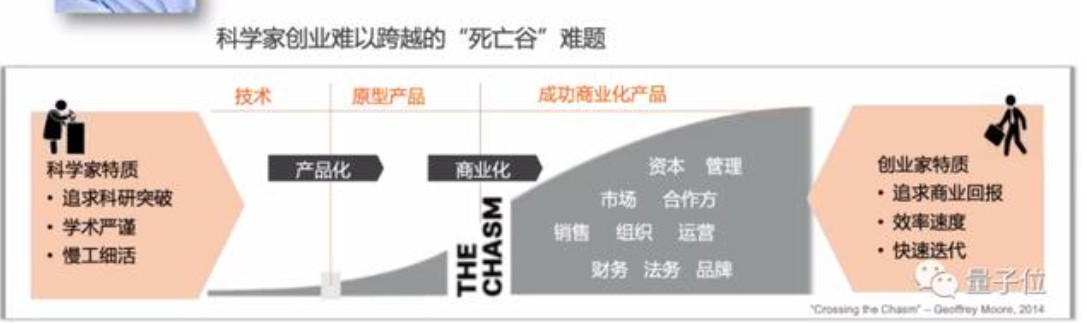 科学家创业难以跨越的“死亡谷”难题
技术
原型产品
成功商业化产品
产品化
商业化
科学家特质
• 追求科研突破
• 学术严谨
• 慢工细活
THE
CHASM
资本 管理
市场 合作方
销售 组织 运营
财务 法务 品牌
创业家特质
• 追求商业回报
• 效率速度
• 快速迭代
量子位
"Crossing the Chasm" – Geoffrey Moore, 2014